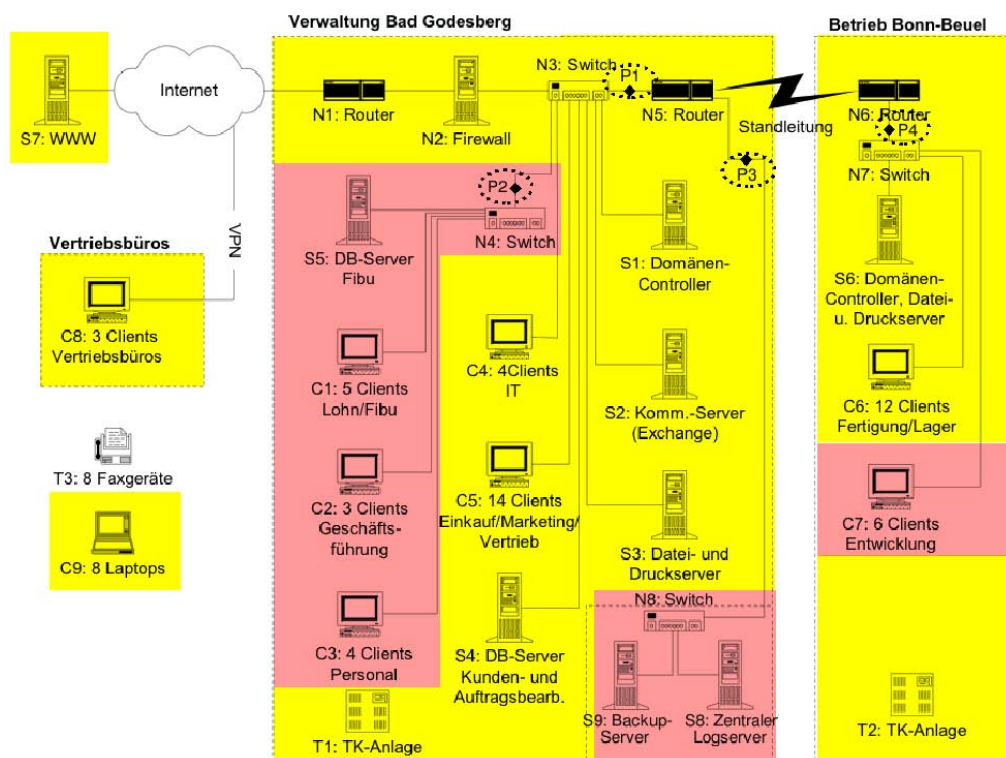 Verwaltung Bad Godesberg
Betrieb Bonn-Beuel
N3: Switch
P1
Internet
S7: WWW
N1: Router
N2: Firewall
N5: Router
Standleitung
N6: Router
P4
N7: Switch
P3
P2
N4: Switch
VPN
Vertriebsbüros
C8: 3 Clients
Vertriebsbüros
S5: DB-Server
Fibu
S1: Domänen-
Controller
S6: Domänen-
Controller, Datei-
u. Druckserver
C1: 5 Clients
Lohn/Fibu
C4: 4Clients
IT
S2: Komm.-Server
(Exchange)
C6: 12 Clients
Fertigung/Lager
T3: 8 Faxgeräte
C9: 8 Laptops
C2: 3 Clients
Geschäfts-
führung
C5: 14 Clients
Einkauf/Marketing/
Vertrieb
S3: Datei- und
Druckserver
C7: 6 Clients
Entwicklung
N8: Switch
C3: 4 Clients
Personal
S4: DB-Server
Kunden- und
Auftragsbearb.
S9: Backup-
Server
S8: Zentraler
Logserver
T1: TK-Anlage
T2: TK-Anlage